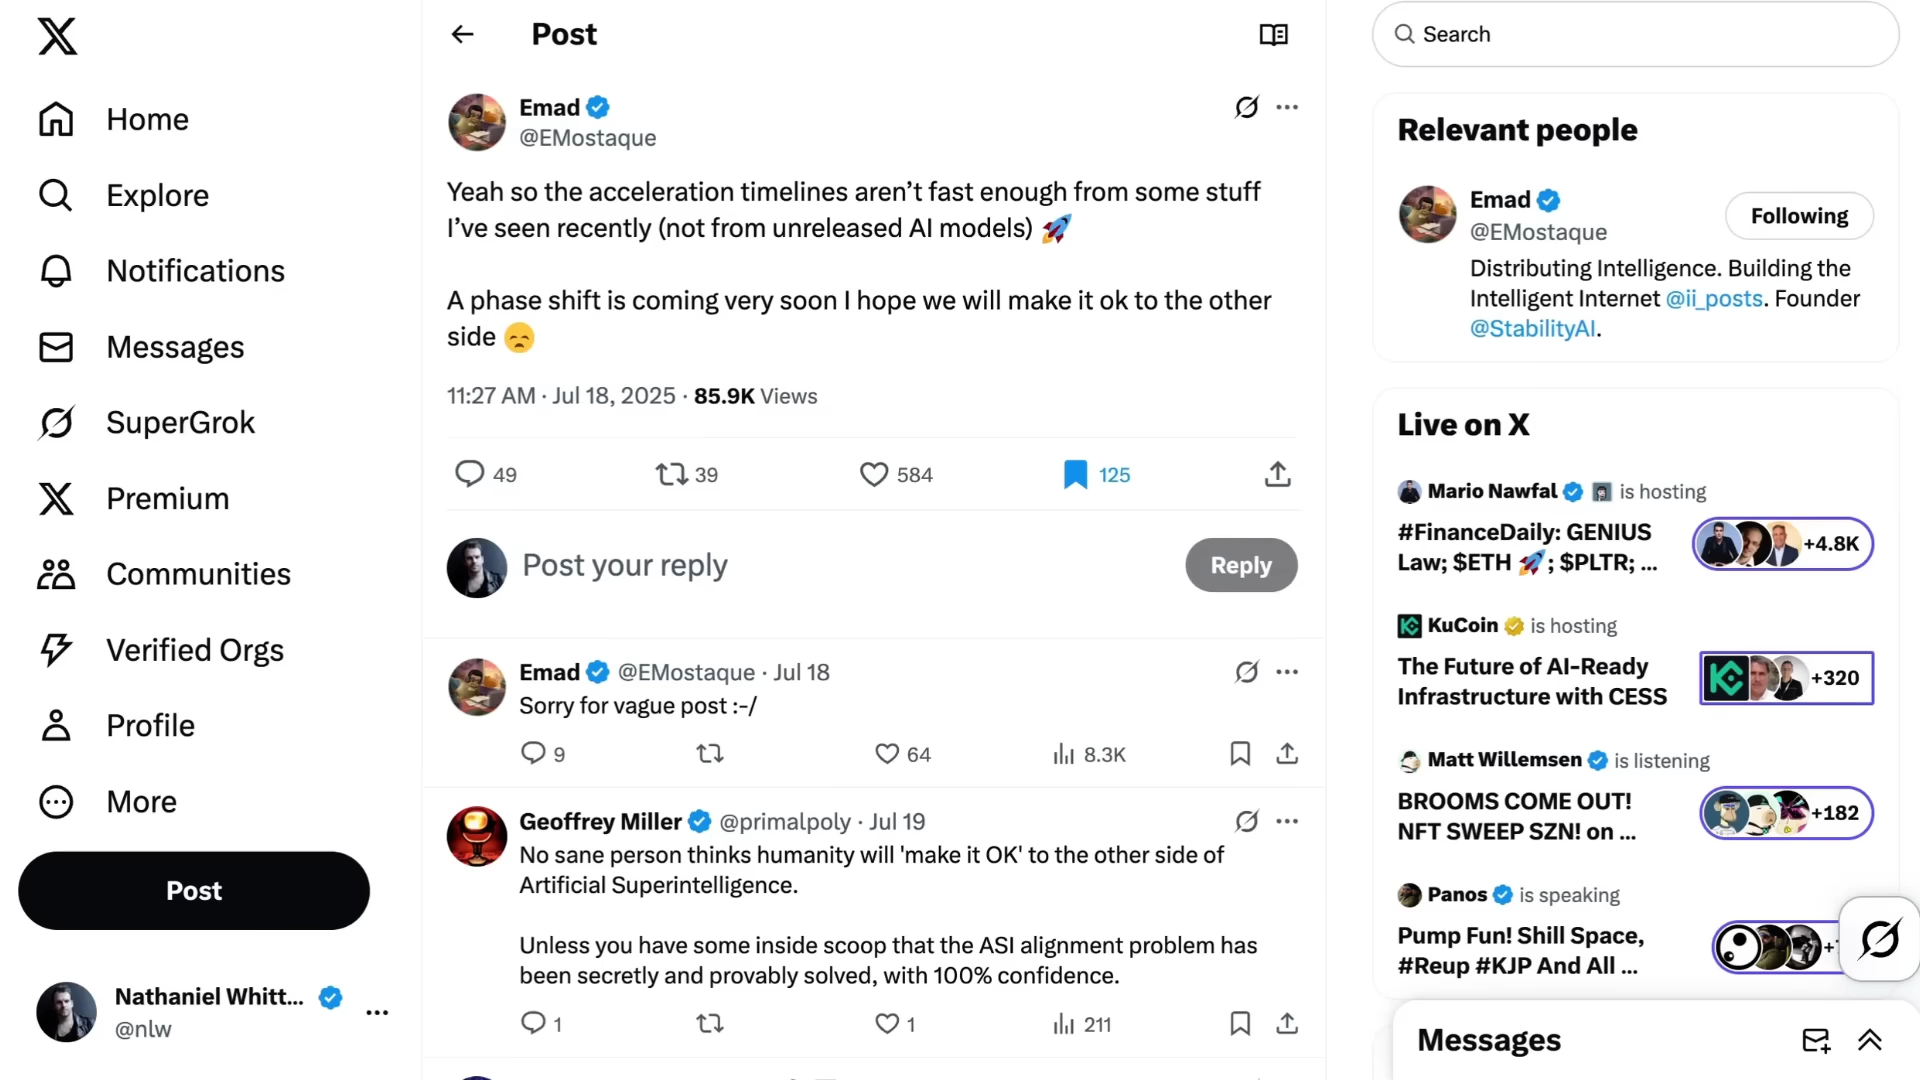 Home
Explore
Notifications
Messages
SuperGrok
Premium
Communities
Verified Orgs
Profile
More
Post
Nathaniel Whitt...
@nlw
Post
Emad
@EMostaque
Yeah so the acceleration timelines aren’t fast enough from some stuff
I’ve seen recently (not from unreleased AI models) 🚀
A phase shift is coming very soon I hope we will make it ok to the other
side 😞
11:27 AM · Jul 18, 2025 · 85.9K Views
49 39 584 125
Post your reply
Reply
Emad @EMostaque · Jul 18
Sorry for vague post :-/
9 64 8.3K
Geoffrey Miller @primalpoly · Jul 19
No sane person thinks humanity will 'make it OK' to the other side of
Artificial Superintelligence.
Unless you have some inside scoop that the ASI alignment problem has
been secretly and provably solved, with 100% confidence.
1 1 211
Search
Relevant people
Emad
@EMostaque
Following
Distributing Intelligence. Building the
Intelligent Internet @ii_posts. Founder
@StabilityAI.
Live on X
Mario Nawfal is hosting
#FinanceDaily: GENIUS
Law; $ETH 🚀; $PLTR; ...
+4.8K
KuCoin is hosting
The Future of AI-Ready
Infrastructure with CESS
+320
Matt Willemsen is listening
BROOMS COME OUT!
NFT SWEEP SZN! on ...
+182
Panos is speaking
Pump Fun! Shill Space,
#Reup #KJP And All ...
Messages